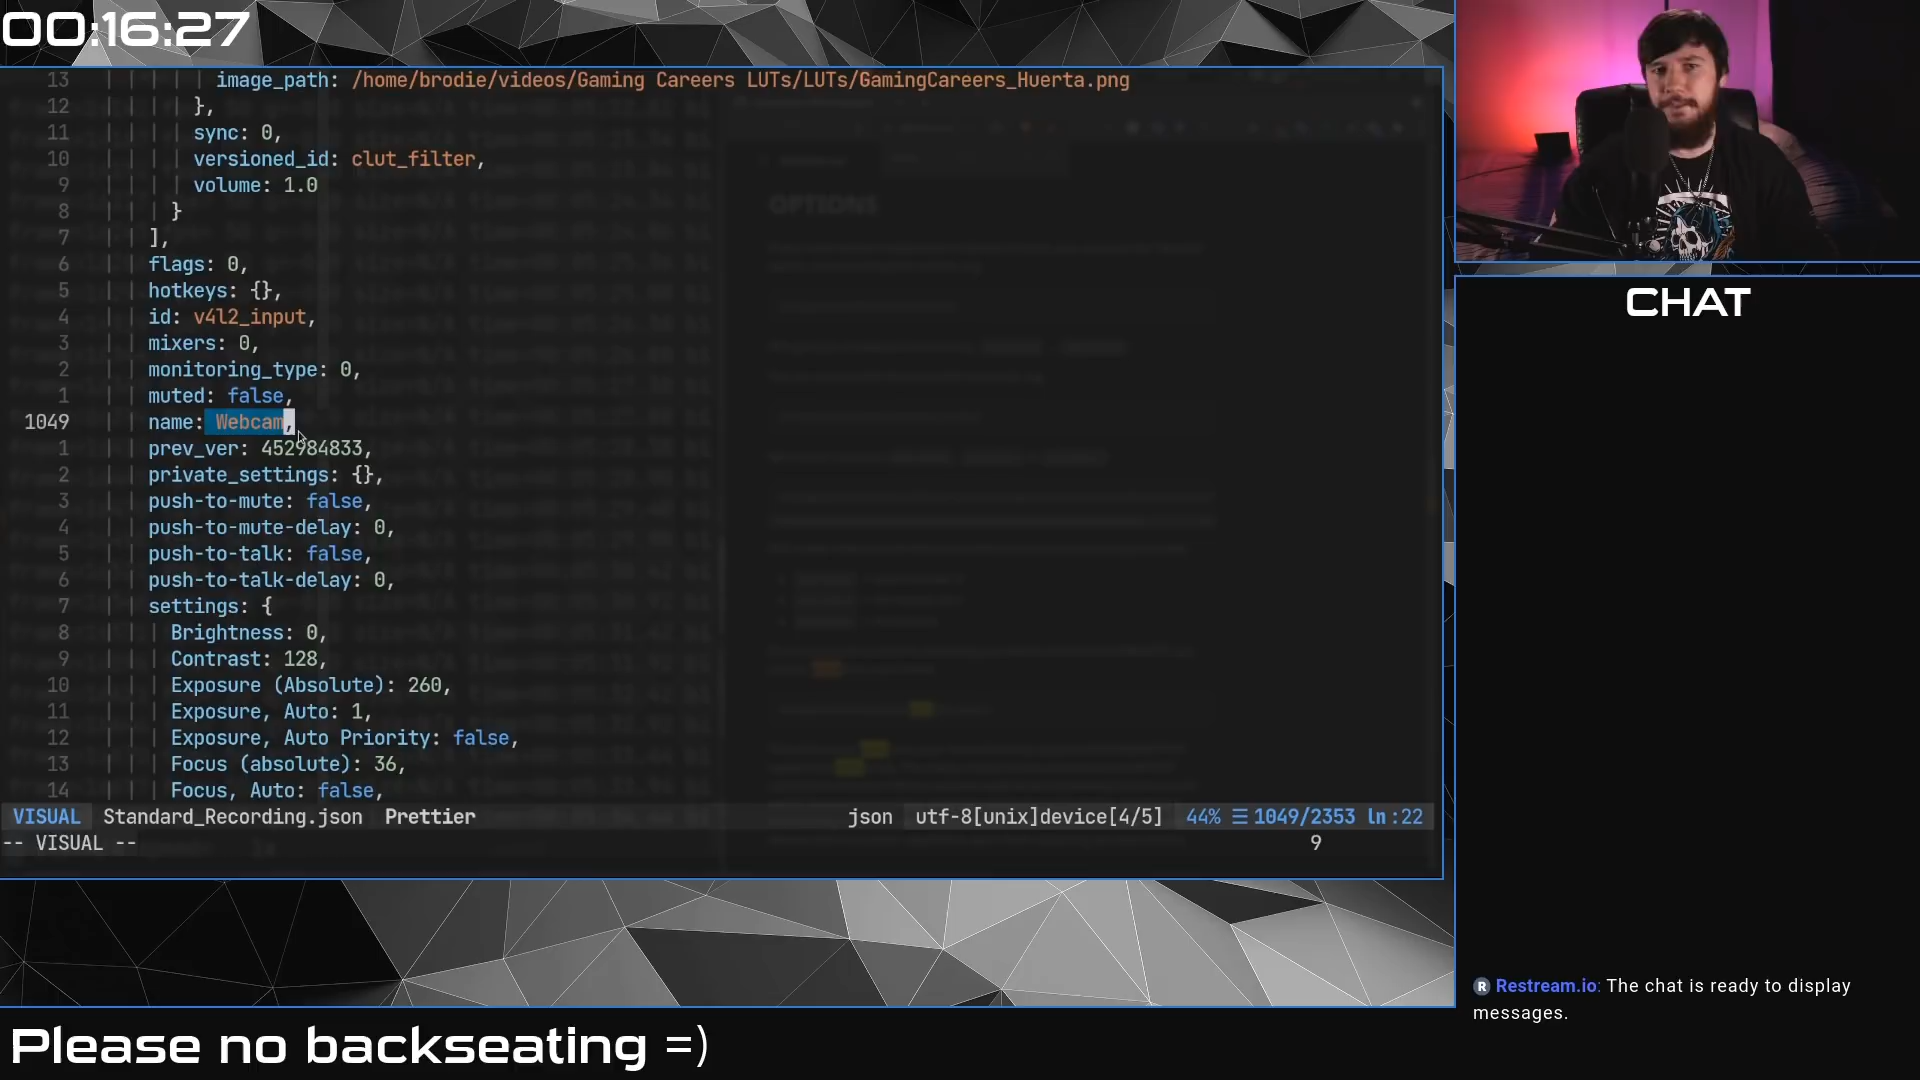 00:16:27
13 image_path: /home/brodie/videos/Gaming Careers LUTs/LUTs/GamingCareers_Huerta.png
12 },
11 sync: 0,
10 versioned_id: clut_filter,
9 volume: 1.0
8 }
7 ],
6 flags: 0,
5 hotkeys: {},
4 id: v4l2_input,
3 mixers: 0,
2 monitoring_type: 0,
1 muted: false,
1049 name: Webcam,
1 prev_ver: 452984833,
2 private_settings: {},
3 push-to-mute: false,
4 push-to-mute-delay: 0,
5 push-to-talk: false,
6 push-to-talk-delay: 0,
7 settings: {
8 Brightness: 0,
9 Contrast: 128,
10 Exposure (Absolute): 260,
11 Exposure, Auto: 1,
12 Exposure, Auto Priority: false,
13 Focus (absolute): 36,
14 Focus, Auto: false,
VISUAL Standard_Recording.json Prettier json utf-8[unix]device[4/5] 44% ☰ 1049/2353 ln:22
-- VISUAL -- 9
OPTIONS
CHAT
Restream.io: The chat is ready to display
messages.
Please no backseating =)